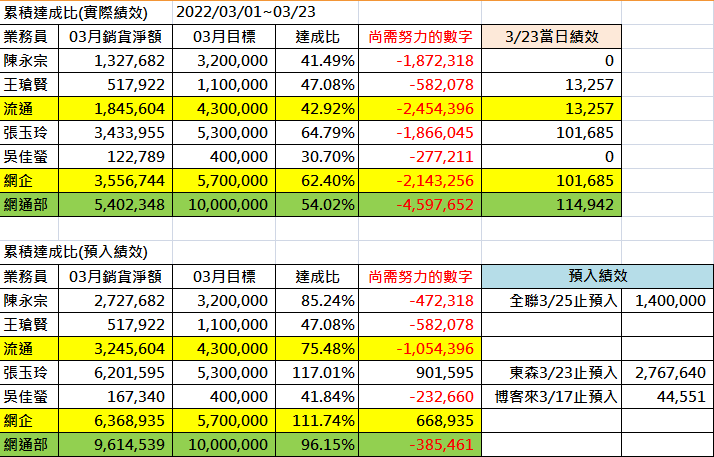 累積達成比(實際績效) 2022/03/01~03/23
業務員 03月銷貨淨額 03月目標 達成比 尚需努力的數字 3/23當日績效
陳永宗 1,327,682 3,200,000 41.49% -1,872,318 0
王瑲賢 517,922 1,100,000 47.08% -582,078 13,257
流通 1,845,604 4,300,000 42.92% -2,454,396 13,257
張玉玲 3,433,955 5,300,000 64.79% -1,866,045 101,685
吳佳螢 122,789 400,000 30.70% -277,211 0
網企 3,556,744 5,700,000 62.40% -2,143,256 101,685
網通部 5,402,348 10,000,000 54.02% -4,597,652 114,942
累積達成比(預入績效)
業務員 03月銷貨淨額 03月目標 達成比 尚需努力的數字 預入績效
陳永宗 2,727,682 3,200,000 85.24% -472,318 全聯3/25止預入 1,400,000
王瑲賢 517,922 1,100,000 47.08% -582,078
流通 3,245,604 4,300,000 75.48% -1,054,396
張玉玲 6,201,595 5,300,000 117.01% 901,595 東森3/23止預入 2,767,640
吳佳螢 167,340 400,000 41.84% -232,660 博客來3/17止預入 44,551
網企 6,368,935 5,700,000 111.74% 668,935
網通部 9,614,539 10,000,000 96.15% -385,461